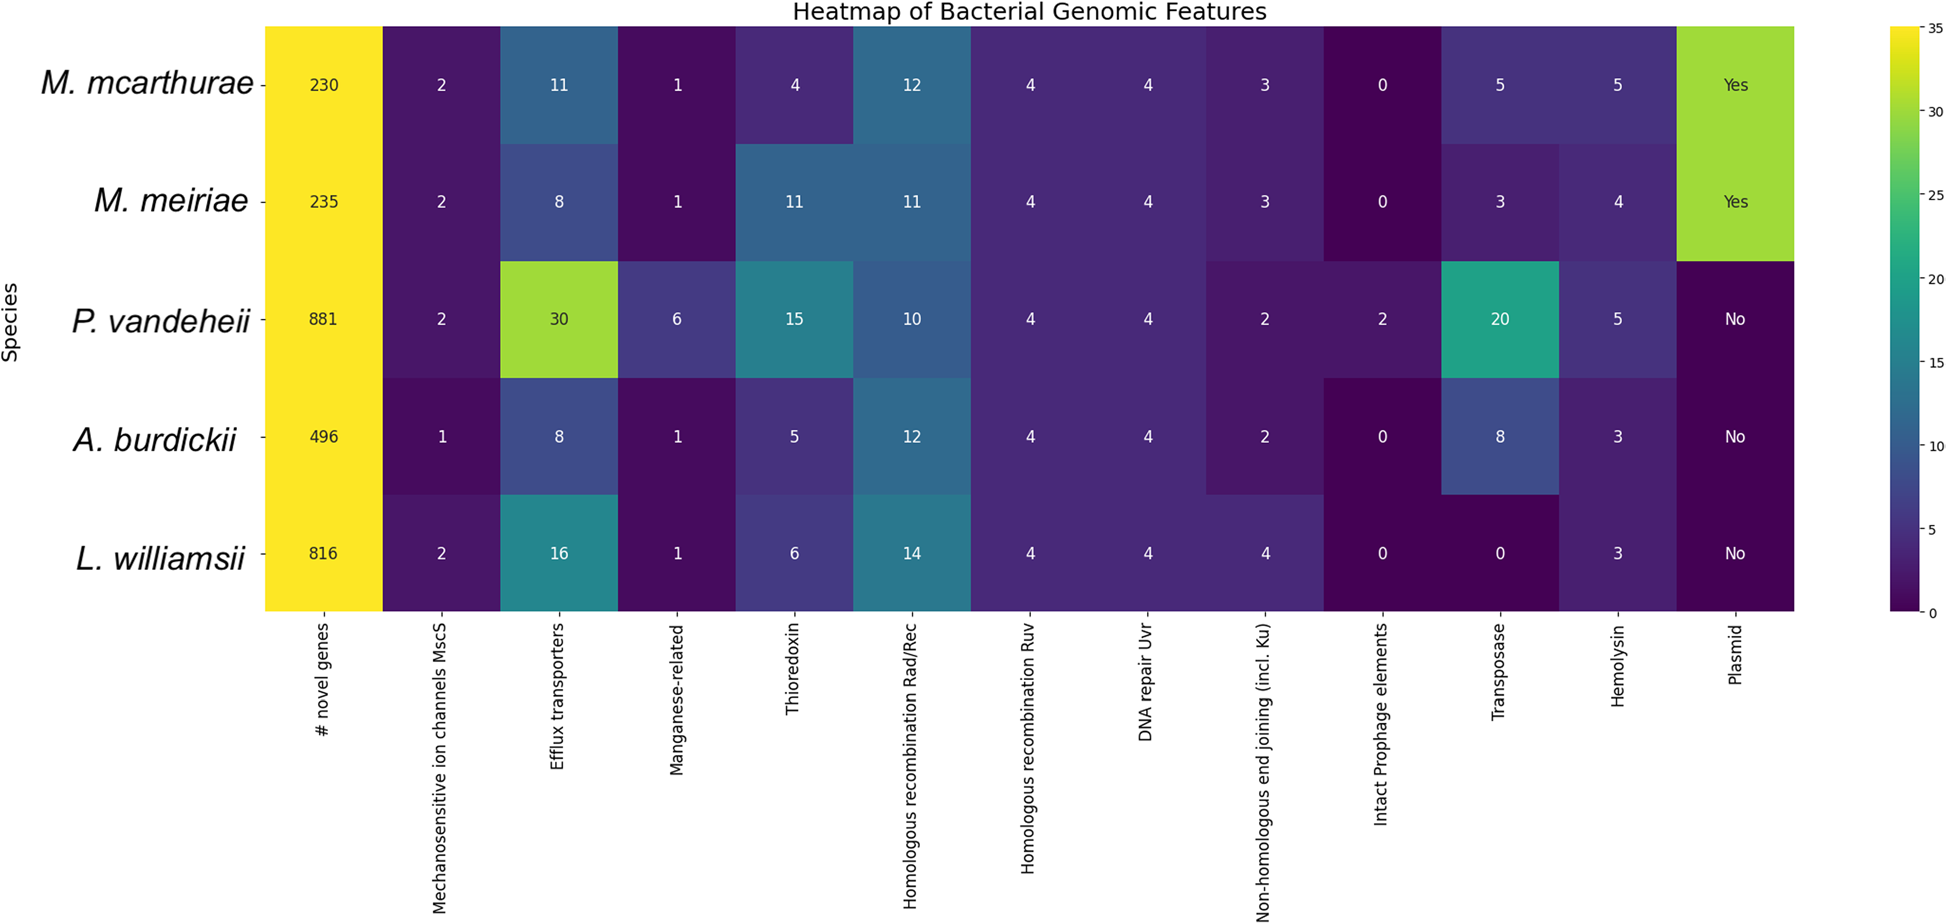 Heatmap of Bacterial Genomic Features
Species
M. mcarthurae 230 2 11 1 4 12 4 4 3 0 5 5 Yes
M. meiriae 235 2 8 1 11 11 4 4 3 0 3 4 Yes
P. vandeheii 881 2 30 6 15 10 4 4 2 2 20 5 No
A. burdickii 496 1 8 1 5 12 4 4 2 0 8 3 No
L. williamsii 816 2 16 1 6 14 4 4 4 0 0 3 No
# novel genes
Mechanosensitive ion channels MscS
Efflux transporters
Manganese-related
Thioredoxin
Homologous recombination Rad/Rec
Homologous recombination Ruv
DNA repair Uvr
Non-homologous end joining (incl. Ku)
Intact Prophage elements
Transposase
Hemolysin
Plasmid
35
30
25
20
15
10
5
0